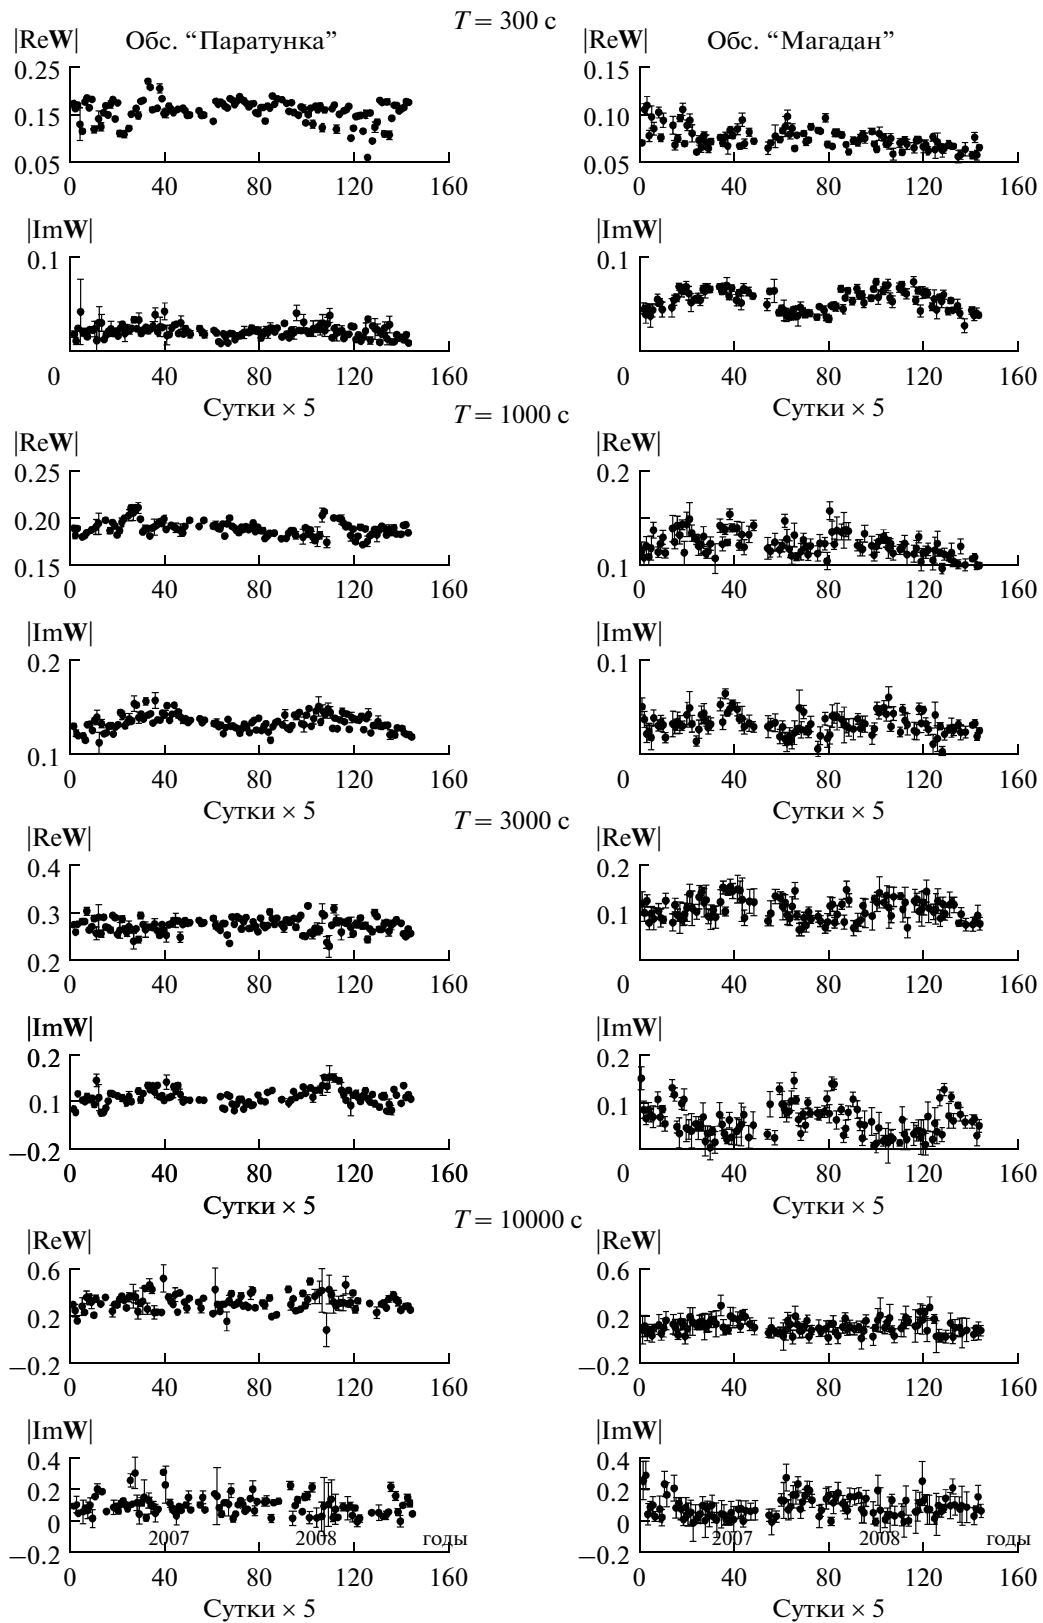 T = 300 с
|ReW| Обс. “Паратунка” |ReW| Обс. “Магадан”
0.25 0.15
0.15 0.10
0.05 0.05
0 40 80 120 160 0 40 80 120 160
|ImW| |ImW|
0.1 0.1
0 40 80 120 160 0 40 80 120 160
Сутки × 5 Сутки × 5
T = 1000 с
|ReW| |ReW|
0.25 0.2
0.20
0.15 0.1
0 40 80 120 160 0 40 80 120 160
|ImW| |ImW|
0.2 0.1
0.1
0 40 80 120 160 0 40 80 120 160
Сутки × 5 Сутки × 5
T = 3000 с
|ReW| |ReW|
0.4 0.2
0.3 0.1
0.2
0 40 80 120 160 0 40 80 120 160
|ImW| |ImW|
0.2 0.2
0.1 0.1
−0.2
0 40 80 120 160 0 40 80 120 160
Сутки × 5 Сутки × 5
T = 10000 с
|ReW| |ReW|
0.6 0.6
0.2 0.2
−0.2 −0.2
0 40 80 120 160 0 40 80 120 160
|ImW| |ImW|
0.4 0.4
0.2 0.2
0 0
2007 2008 годы 2007 2008 годы
−0.2 −0.2
0 40 80 120 160 0 40 80 120 160
Сутки × 5 Сутки × 5